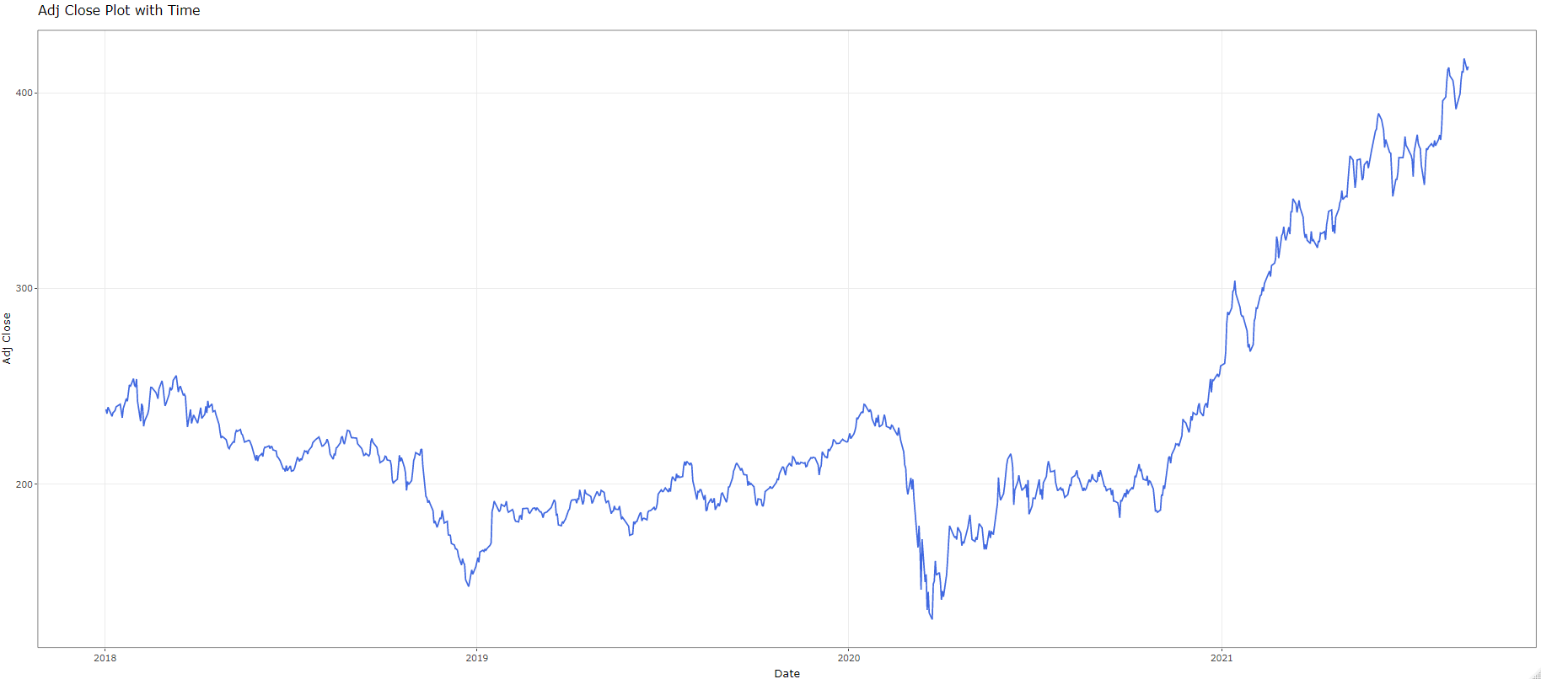 Adj Close Plot with Time
400
300
200
Adj Close
2018 2019 2020 2021
Date